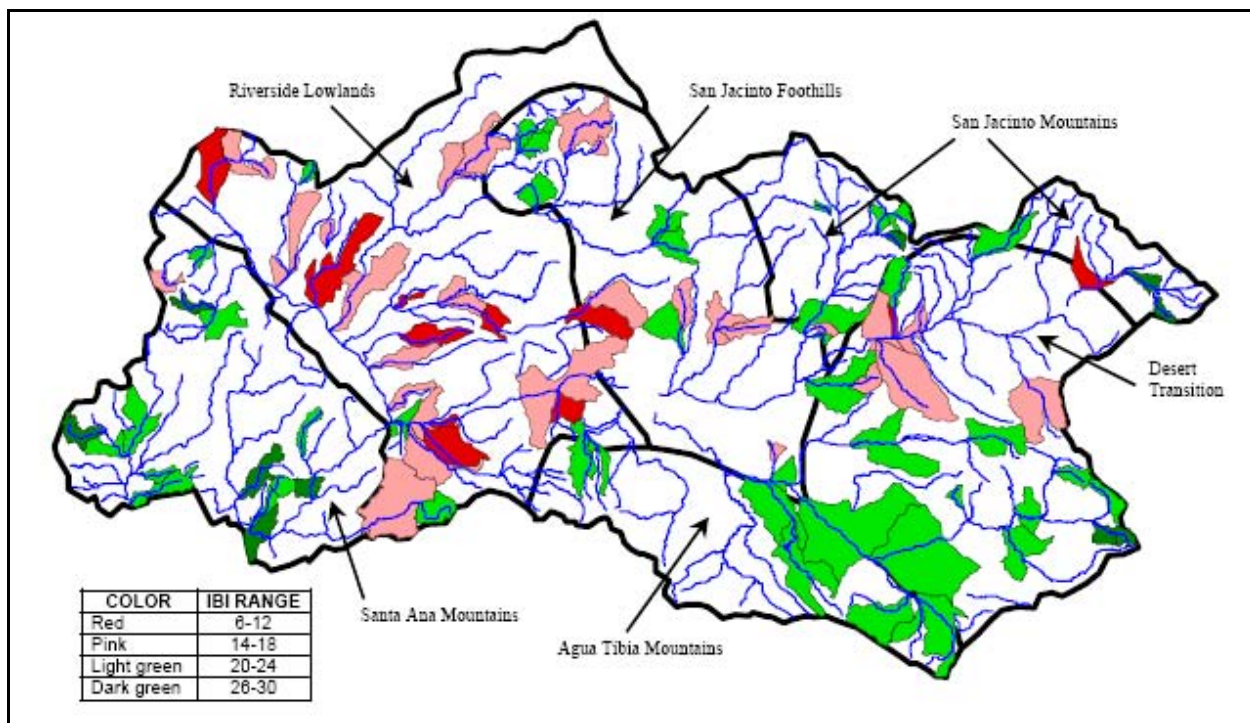 Riverside Lowlands
San Jacinto Foothills
San Jacinto Mountains
Desert
Transition
Santa Ana Mountains
Agua Tibia Mountains
COLOR IBI RANGE
Red 6-12
Pink 14-18
Light green 20-24
Dark green 26-30